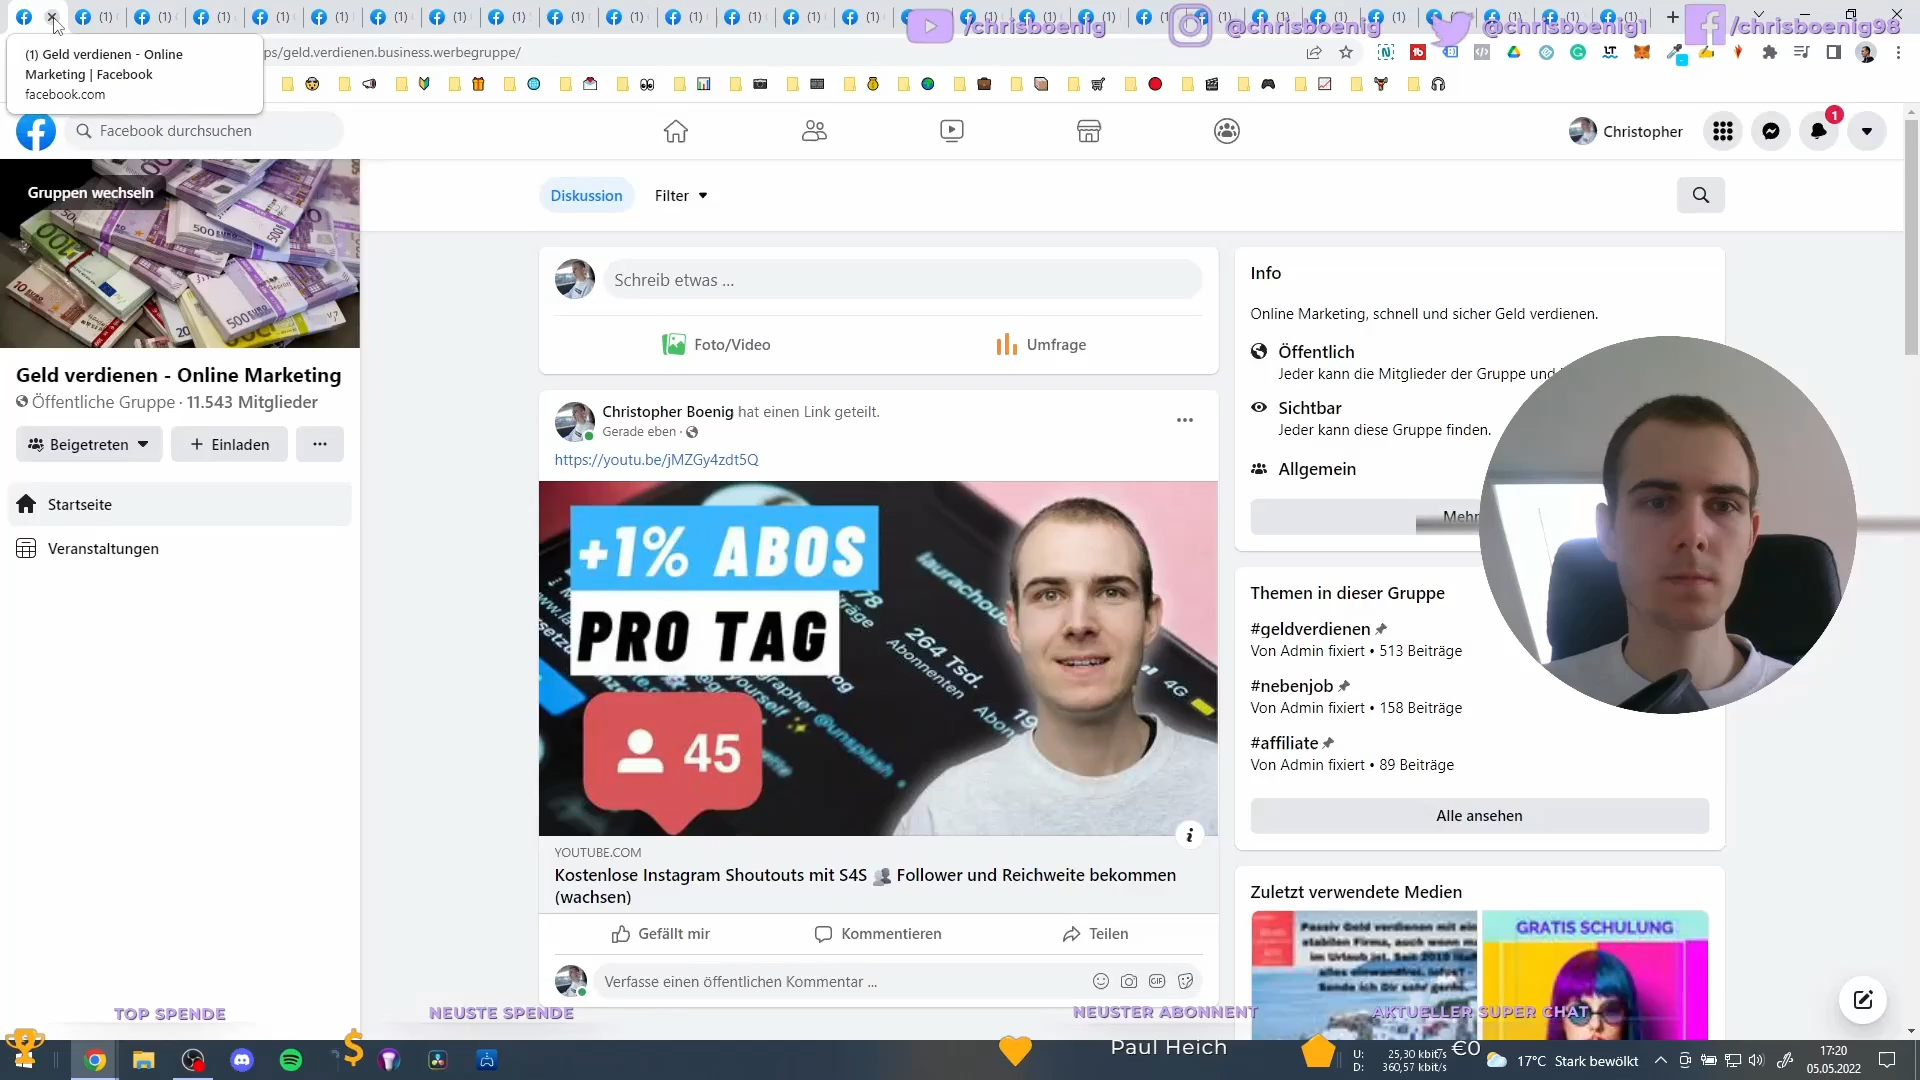 (1) Geld verdienen - Online
Marketing | Facebook
facebook.com
ps/geld.verdienen.business.werbegruppe/
/chrisboenig
@chrisboenig
@chrisboenig1
/chrisboenig98
Facebook durchsuchen
Christopher
1
Gruppen wechseln
Diskussion
Filter
Geld verdienen - Online Marketing
Öffentliche Gruppe · 11.543 Mitglieder
Beigetreten
+ Einladen
Startseite
Veranstaltungen
Schreib etwas ...
Foto/Video
Umfrage
Christopher Boenig hat einen Link geteilt.
Gerade eben ·
https://youtu.be/jMZGy4zdt5Q
+1% ABOS
PRO TAG
45
264 Tsd.
Abonnenten
4G
YOUTUBE.COM
Kostenlose Instagram Shoutouts mit S4S 👥 Follower und Reichweite bekommen
(wachsen)
Gefällt mir
Kommentieren
Teilen
Verfasse einen öffentlichen Kommentar ...
GIF
Info
Online Marketing, schnell und sicher Geld verdienen.
Öffentlich
Jeder kann die Mitglieder der Gruppe und
Sichtbar
Jeder kann diese Gruppe finden.
Allgemein
Themen in dieser Gruppe
#geldverdienen
Von Admin fixiert • 513 Beiträge
#nebenjob
Von Admin fixiert • 158 Beiträge
#affiliate
Von Admin fixiert • 89 Beiträge
Alle ansehen
Zuletzt verwendete Medien
GRATIS SCHULUNG
TOP SPENDE
NEUSTE SPENDE
NEUSTER ABONNENT
AKTUELLER SUPER CHAT
Paul Heich
€0
U: 25,30 kbit/s
D: 360,57 kbit/s
17°C Stark bewölkt
17:20
05.05.2022